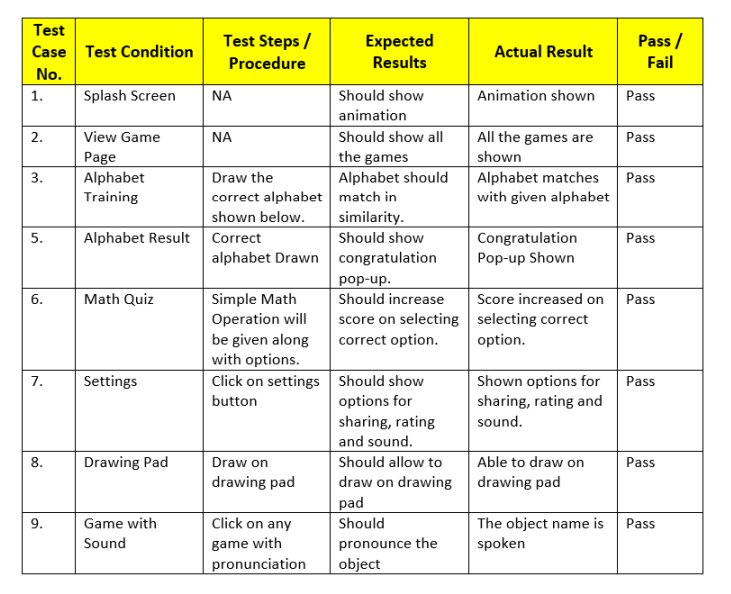 Test Case No. Test Condition Test Steps / Procedure Expected Results Actual Result Pass / Fail
1. Splash Screen NA Should show animation Animation shown Pass
2. View Game Page NA Should show all the games All the games are shown Pass
3. Alphabet Training Draw the correct alphabet shown below. Alphabet should match in similarity. Alphabet matches with given alphabet Pass
5. Alphabet Result Correct alphabet Drawn Should show congratulation pop-up. Congratulation Pop-up Shown Pass
6. Math Quiz Simple Math Operation will be given along with options. Should increase score on selecting correct option. Score increased on selecting correct option. Pass
7. Settings Click on settings button Should show options for sharing, rating and sound. Shown options for sharing, rating and sound. Pass
8. Drawing Pad Draw on drawing pad Should allow to draw on drawing pad Able to draw on drawing pad Pass
9. Game with Sound Click on any game with pronunciation Should pronounce the object The object name is spoken Pass